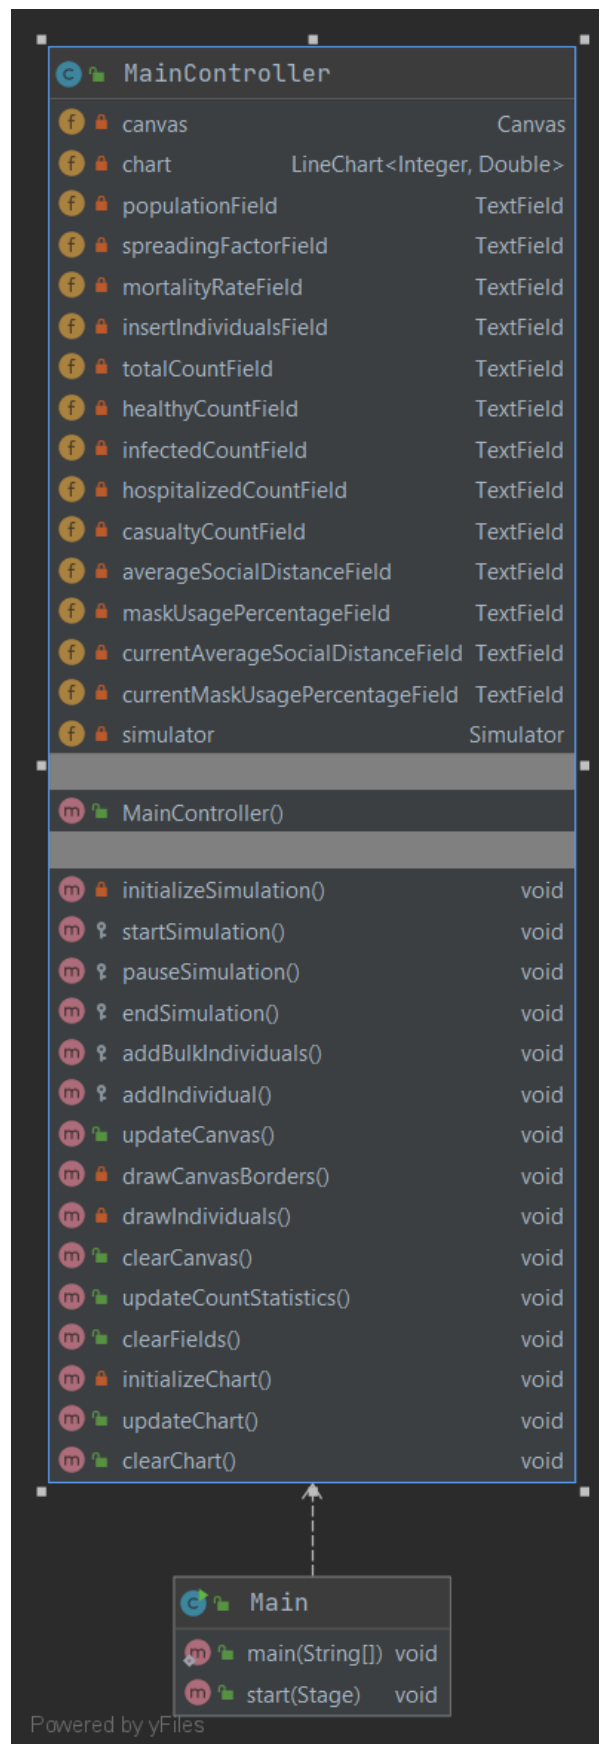 MainController
canvas Canvas
chart LineChart<Integer, Double>
populationField TextField
spreadingFactorField TextField
mortalityRateField TextField
insertIndividualsField TextField
totalCountField TextField
healthyCountField TextField
infectedCountField TextField
hospitalizedCountField TextField
casualtyCountField TextField
averageSocialDistanceField TextField
maskUsagePercentageField TextField
currentAverageSocialDistanceField TextField
currentMaskUsagePercentageField TextField
simulator Simulator
MainController()
initializeSimulation() void
startSimulation() void
pauseSimulation() void
endSimulation() void
addBulkIndividuals() void
addIndividual() void
updateCanvas() void
drawCanvasBorders() void
drawIndividuals() void
clearCanvas() void
updateCountStatistics() void
clearFields() void
initializeChart() void
updateChart() void
clearChart() void
Main
main(String[]) void
start(Stage) void
Powered by yFiles